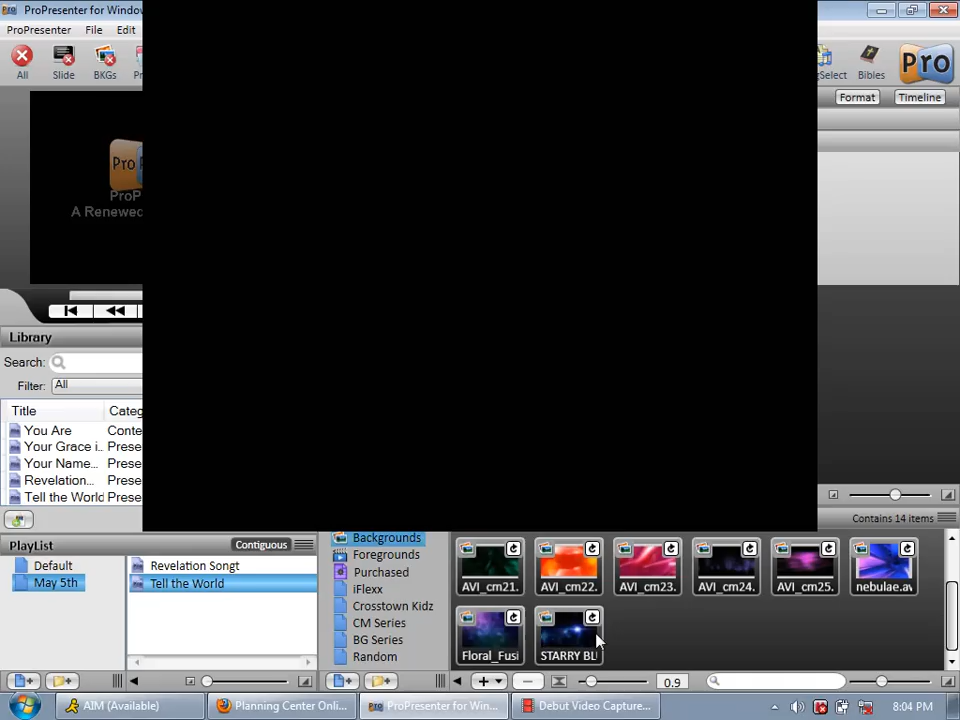 ProPresenter for Window
ProPresenter File Edit
All Slide BKGs
Select Bibles
Pro
Format Timeline
Pro
ProP
A Renewed
Library
Search:
Filter: All
Title Categ
You Are Conte
Your Grace i.. Prese
Your Name... Prese
Revelation... Prese
Tell the World Prese
Contains 14 items
PlayList Contiguous
Default
May 5th
Revelation Songt
Tell the World
Backgrounds
Foregrounds
Purchased
iFlexx
Crosstown Kidz
CM Series
BG Series
Random
AVI_cm21. AVI_cm22. AVI_cm23. AVI_cm24. AVI_cm25. nebulae.av
Floral_Fusi STARRY BL
0.9
AIM (Available) Planning Center Onli... ProPresenter for Win... Debut Video Capture... 8:04 PM